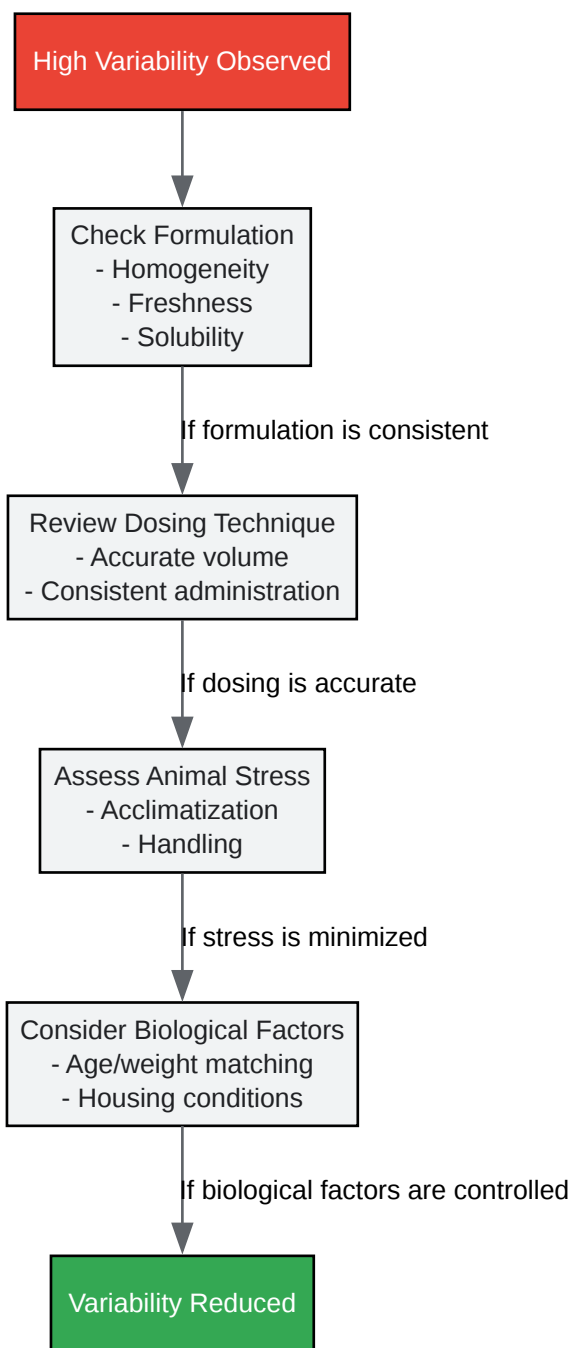 High Variability Observed
Check Formulation
- Homogeneity
- Freshness
- Solubility
If formulation is consistent
Review Dosing Technique
- Accurate volume
- Consistent administration
If dosing is accurate
Assess Animal Stress
- Acclimatization
- Handling
If stress is minimized
Consider Biological Factors
- Age/weight matching
- Housing conditions
If biological factors are controlled
Variability Reduced